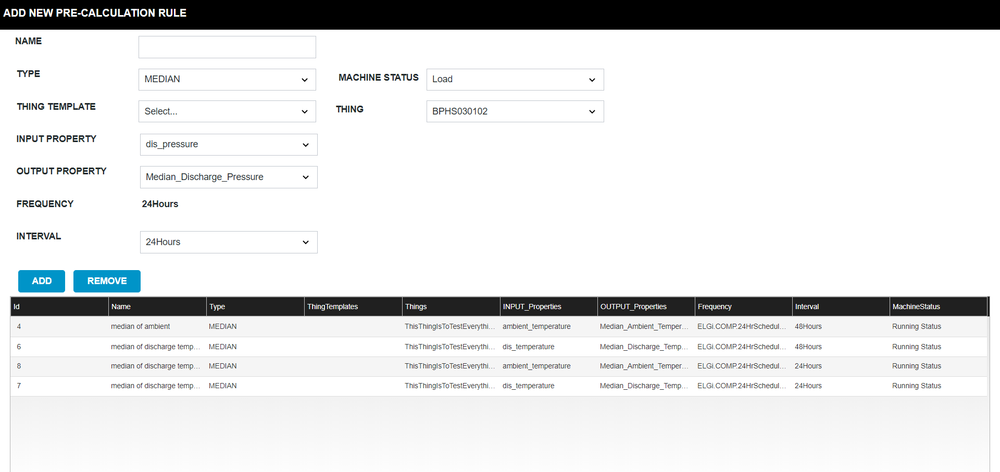 ADD NEW PRE-CALCULATION RULE
NAME
TYPE MEDIAN MACHINE STATUS Load
THING TEMPLATE Select... THING BPHS030102
INPUT PROPERTY dis_pressure
OUTPUT PROPERTY Median_Discharge_Pressure
FREQUENCY 24Hours
INTERVAL 24Hours
ADD REMOVE
Id Name Type ThingTemplates Things INPUT_Properties OUTPUT_Properties Frequency Interval MachineStatus
4 median of ambient MEDIAN ThisThingIsToTestEverythi... ambient_temperature Median_Ambient_Temper... ELGi.COMP.24HrSchedul... 48Hours Running Status
6 median of discharge temp... MEDIAN ThisThingIsToTestEverythi... dis_temperature Median_Discharge_Temp... ELGi.COMP.24HrSchedul... 48Hours Running Status
8 median of discharge temp... MEDIAN ThisThingIsToTestEverythi... ambient_temperature Median_Ambient_Temper... ELGi.COMP.24HrSchedul... 24Hours Running Status
7 median of discharge temp... MEDIAN ThisThingIsToTestEverythi... dis_temperature Median_Discharge_Temp... ELGi.COMP.24HrSchedul... 24Hours Running Status